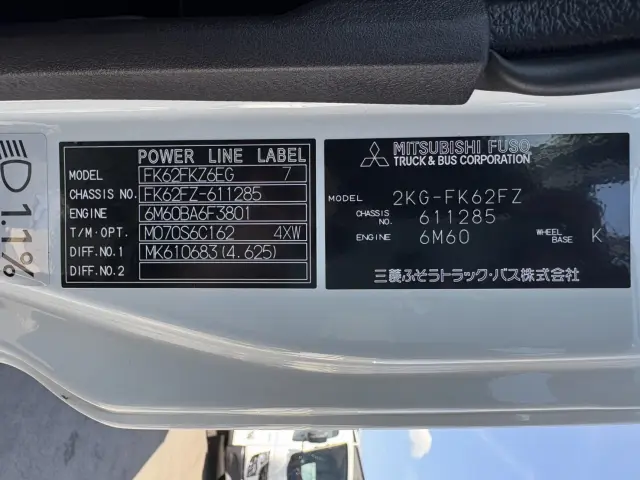 POWER LINE LABEL
MODEL FK62FKZ6EG 7
CHASSIS NO. FK62FZ-611285
ENGINE 6M60BA6F3801
T/M·OPT. M070S6C162 4XW
DIFF.NO.1 MK610683(4.625)
DIFF.NO.2
MITSUBISHI FUSO
TRUCK & BUS CORPORATION
MODEL 2KG-FK62FZ
CHASSIS NO. 611285
ENGINE 6M60 WHEEL BASE K
三菱ふそうトラック・バス株式会社
1.1%